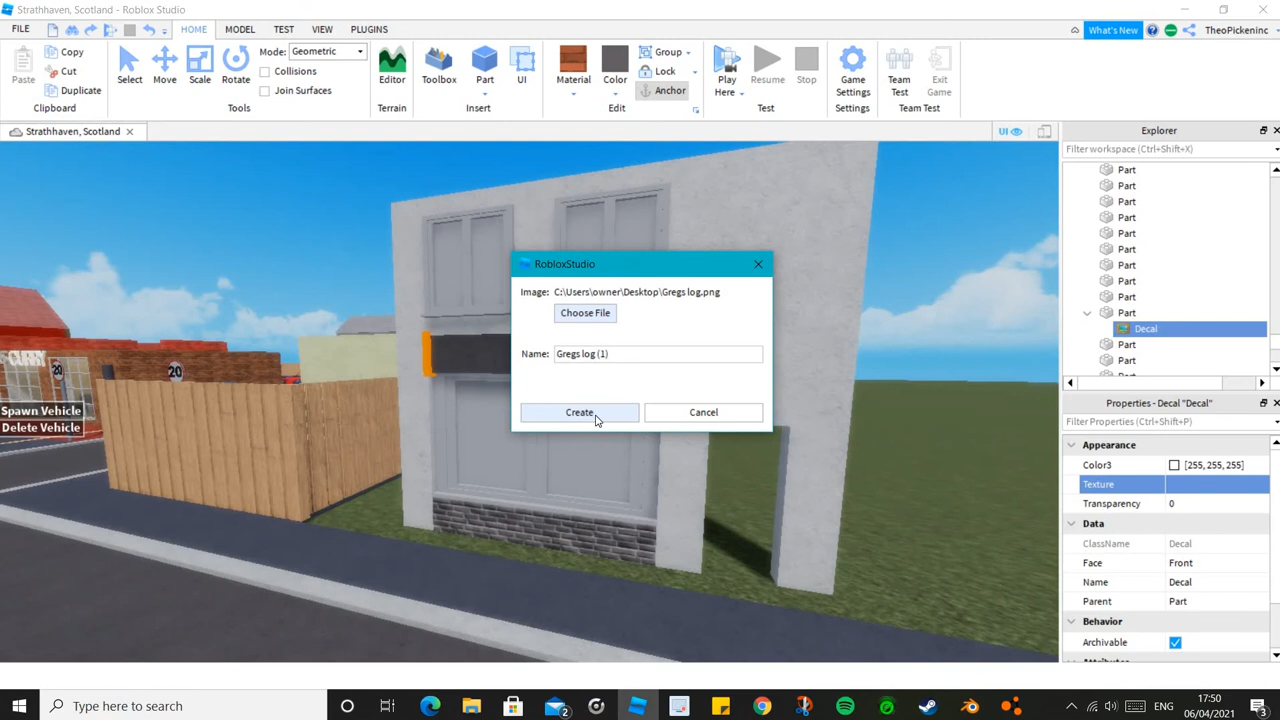 Strathhaven, Scotland - Roblox Studio
FILE
HOME
MODEL
TEST
VIEW
PLUGINS
What's New
TheoPickeninc
Paste
Copy
Cut
Duplicate
Clipboard
Select
Move
Scale
Rotate
Mode: Geometric
Collisions
Join Surfaces
Tools
Editor
Terrain
Toolbox
Part
UI
Insert
Material
Color
Group
Lock
Anchor
Edit
Play Here
Resume
Stop
Test
Game Settings
Settings
Team Test
Exit Game
Team Test
Strathhaven, Scotland
UI
Explorer
Filter workspace (Ctrl+Shift+X)
Part
Part
Part
Part
Part
Part
Part
Part
Part
Part
Decal
Part
Part
Part
RobloxStudio
Image: C:\Users\owner\Desktop\Gregs log.png
Choose File
Name: Gregs log (1)
Create
Cancel
CURRY
20
20
Spawn Vehicle
Delete Vehicle
Properties - Decal "Decal"
Filter Properties (Ctrl+Shift+P)
Appearance
Color3 [255, 255, 255]
Texture
Transparency 0
Data
ClassName Decal
Face Front
Name Decal
Parent Part
Behavior
Archivable
Attributes
Type here to search
2
ENG
17:50
06/04/2021
3